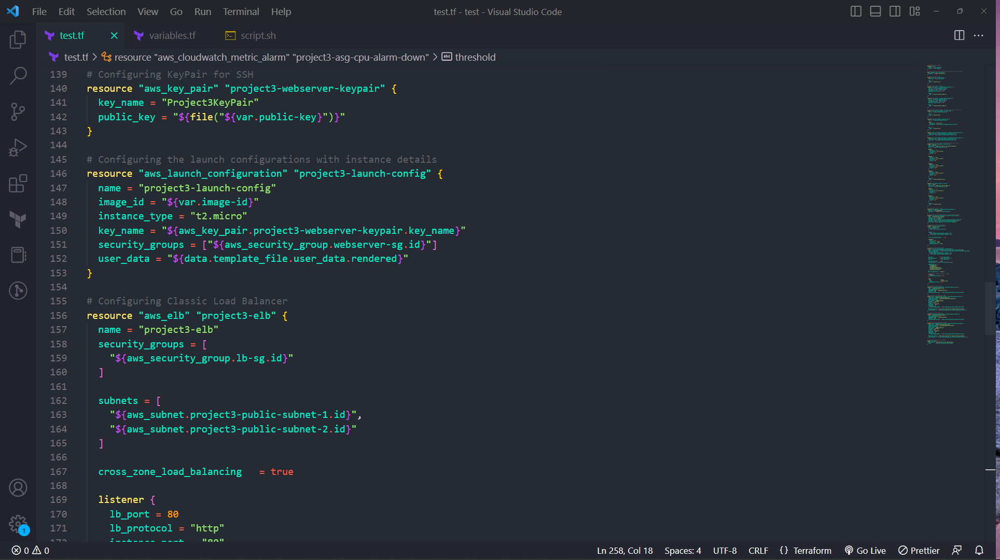 File Edit Selection View Go Run Terminal Help
test.tf - test - Visual Studio Code
test.tf
variables.tf
script.sh
test.tf > resource "aws_cloudwatch_metric_alarm" "project3-asg-cpu-alarm-down" > threshold
139 # Configuring KeyPair for SSH
140 resource "aws_key_pair" "project3-webserver-keypair" {
141 key_name = "Project3KeyPair"
142 public_key = "${file("${var.public-key}")}"
143 }
144
145 # Configuring the launch configurations with instance details
146 resource "aws_launch_configuration" "project3-launch-config" {
147 name = "project3-launch-config"
148 image_id = "${var.image-id}"
149 instance_type = "t2.micro"
150 key_name = "${aws_key_pair.project3-webserver-keypair.key_name}"
151 security_groups = ["${aws_security_group.webserver-sg.id}"]
152 user_data = "${data.template_file.user_data.rendered}"
153 }
154
155 # Configuring Classic Load Balancer
156 resource "aws_elb" "project3-elb" {
157 name = "project3-elb"
158 security_groups = [
159 "${aws_security_group.lb-sg.id}"
160 ]
161
162 subnets = [
163 "${aws_subnet.project3-public-subnet-1.id}",
164 "${aws_subnet.project3-public-subnet-2.id}"
165 ]
166
167 cross_zone_load_balancing = true
168
169 listener {
170 lb_port = 80
171 lb_protocol = "http"
1
0 0
Ln 258, Col 18 Spaces: 4 UTF-8 CRLF {} Terraform Go Live Prettier